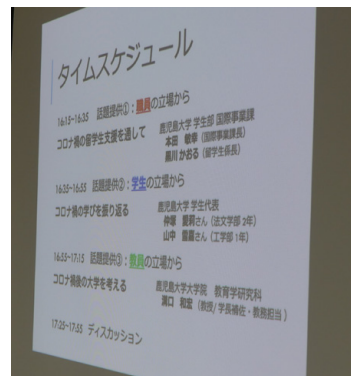 タイムスケジュール
16:15-16:35 話題提供①：職員の立場から
コロナ禍の留学生支援を通して 鹿児島大学 学生部 国際事業課
本田 敏幸（国際事業課長）
黒川 かおる（留学生係長）
16:35-16:55 話題提供②：学生の立場から
コロナ禍の学びを振り返る 鹿児島大学 学生代表
さん（法文学部 2年）
山中 さん（工学部 1年）
16:55-17:15 話題提供③：教員の立場から
コロナ禍後の大学を考える 鹿児島大学大学院 教育学研究科
溝口 和宏（教授/学長補佐・教務担当）
17:25-17:55 ディスカッション